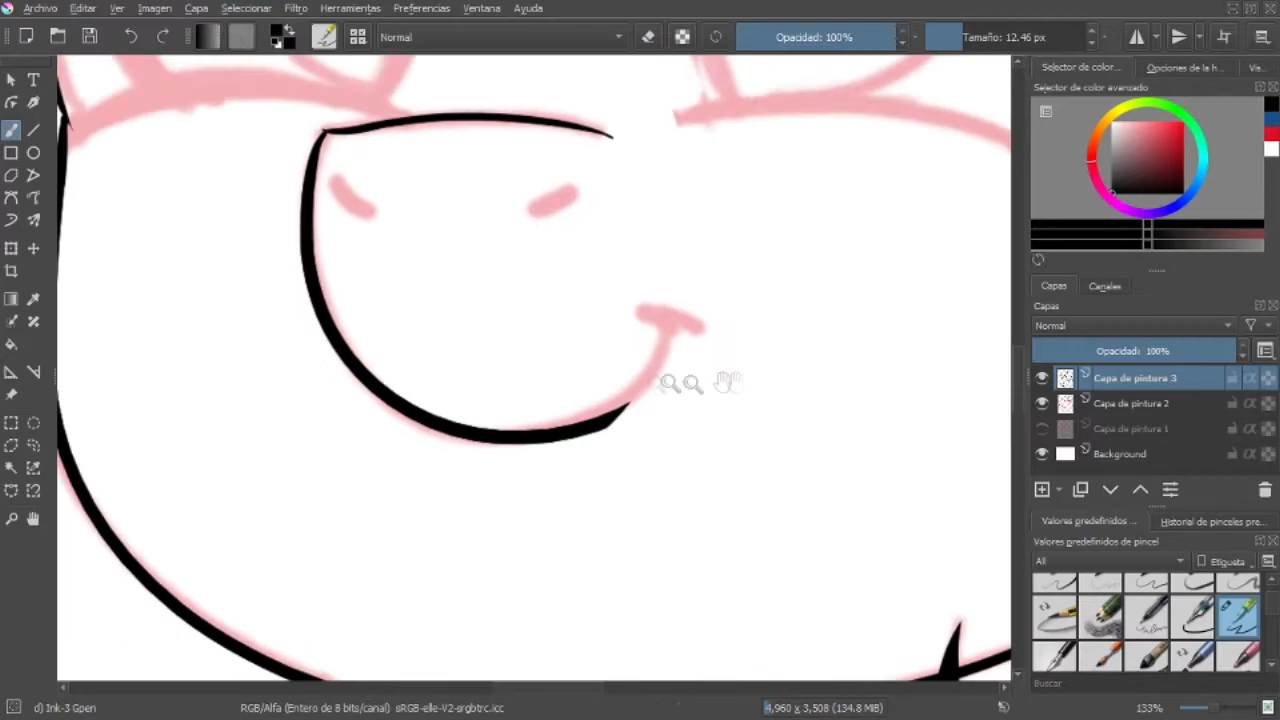 Archivo Editar Ver Imagen Capa Seleccionar Filtro Herramientas Preferencias Ventana Ayuda
Normal
Opacidad: 100%
Tamaño: 12.46 px
Selector de color...
Opciones de la h...
Vis...
Selector de color avanzado
Capas
Canales
Capas
Normal
Opacidad: 100%
Capa de pintura 3
Capa de pintura 2
Capa de pintura 1
Background
Valores predefinidos ...
Historial de pinceles pre...
Valores predefinidos de pincel
All
Etiqueta
Buscar
d) Ink-3 Gpen
RGB/Alfa (Entero de 8 bits/canal) sRGB-elle-V2-srgbtrc.icc
4,960 x 3,508 (134.8 MiB)
133%